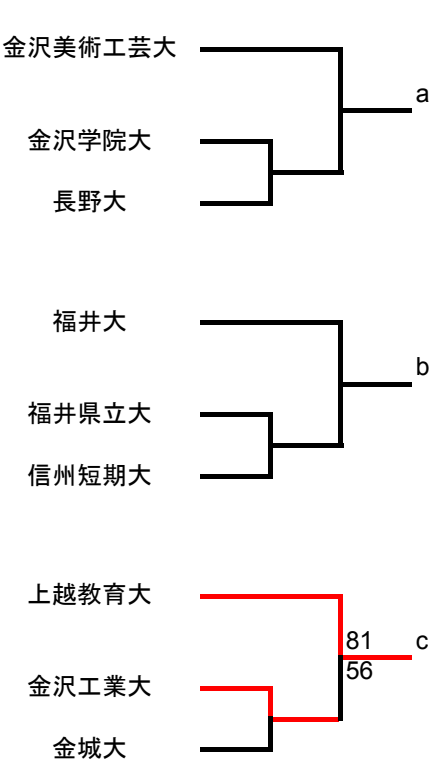 金沢美術工芸大
a
金沢学院大
長野大
福井大
b
福井県立大
信州短期大
上越教育大
81
c
56
金沢工業大
金城大